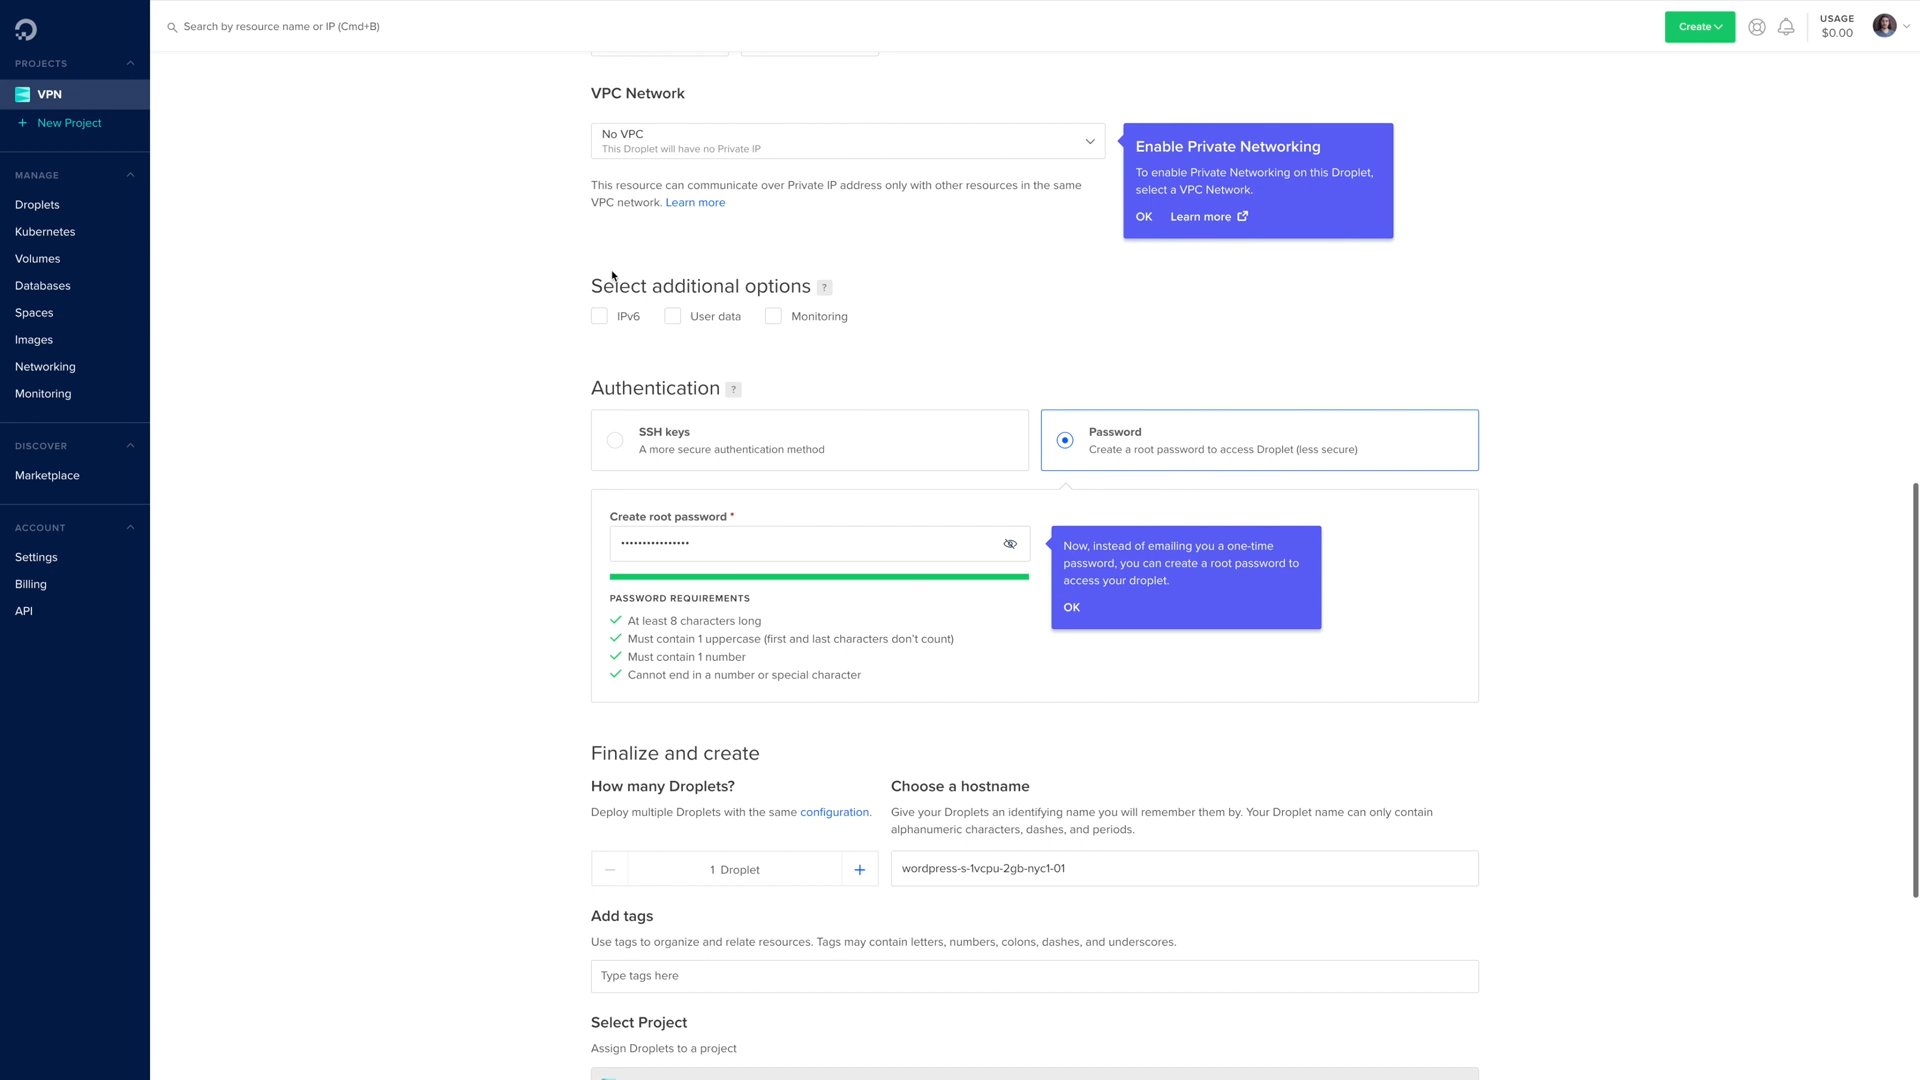 Search by resource name or IP (Cmd+B)
Create
USAGE
$0.00
PROJECTS
VPN
+ New Project
MANAGE
Droplets
Kubernetes
Volumes
Databases
Spaces
Images
Networking
Monitoring
DISCOVER
Marketplace
ACCOUNT
Settings
Billing
API
VPC Network
No VPC
This Droplet will have no Private IP
This resource can communicate over Private IP address only with other resources in the same
VPC network. Learn more
Enable Private Networking
To enable Private Networking on this Droplet,
select a VPC Network.
OK Learn more
Select additional options ?
IPv6 User data Monitoring
Authentication ?
SSH keys
A more secure authentication method
Password
Create a root password to access Droplet (less secure)
Create root password *
••••••••••••••••
Now, instead of emailing you a one-time
password, you can create a root password to
access your droplet.
OK
PASSWORD REQUIREMENTS
At least 8 characters long
Must contain 1 uppercase (first and last characters don't count)
Must contain 1 number
Cannot end in a number or special character
Finalize and create
How many Droplets?
Deploy multiple Droplets with the same configuration.
1 Droplet
Choose a hostname
Give your Droplets an identifying name you will remember them by. Your Droplet name can only contain
alphanumeric characters, dashes, and periods.
wordpress-s-1vcpu-2gb-nyc1-01
Add tags
Use tags to organize and relate resources. Tags may contain letters, numbers, colons, dashes, and underscores.
Type tags here
Select Project
Assign Droplets to a project